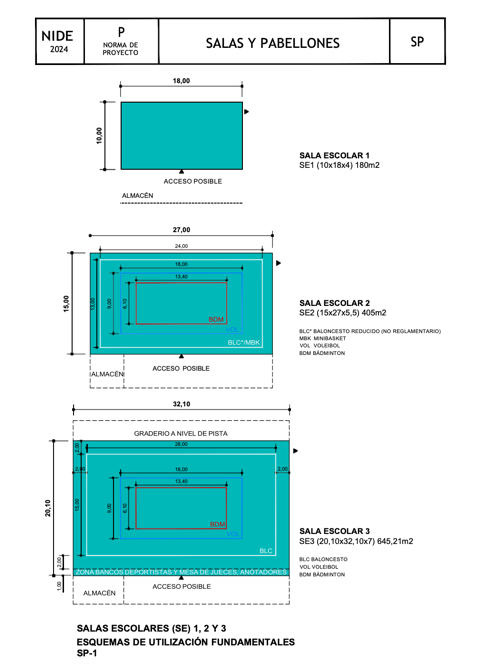 NIDE
2024
P
NORMA DE
PROYECTO
SALAS Y PABELLONES
SP
18,00
10,00
SALA ESCOLAR 1
SE1 (10x18x4) 180m2
ACCESO POSIBLE
ALMACÉN
27,00
24,00
18,00
13,40
15,00
13,00
9,00
6,10
BDM
VOL
BLC*/MBK
SALA ESCOLAR 2
SE2 (15x27x5,5) 405m2
BLC* BALONCESTO REDUCIDO (NO REGLAMENTARIO)
MBK MINIBASKET
VOL VOLEIBOL
BDM BÁDMINTON
ALMACÉN
ACCESO POSIBLE
32,10
GRADERIO A NIVEL DE PISTA
2,00
28,00
2,00
18,00
2,00
13,40
20,10
15,00
9,00
6,10
BDM
VOL
BLC
SALA ESCOLAR 3
SE3 (20,10x32,10x7) 645,21m2
BLC BALONCESTO
VOL VOLEIBOL
BDM BÁDMINTON
2,00
ZONA BANCOS DEPORTISTAS Y MESA DE JUECES, ANOTADORES
1,00
ALMACÉN
ACCESO POSIBLE
SALAS ESCOLARES (SE) 1, 2 Y 3
ESQUEMAS DE UTILIZACIÓN FUNDAMENTALES
SP-1